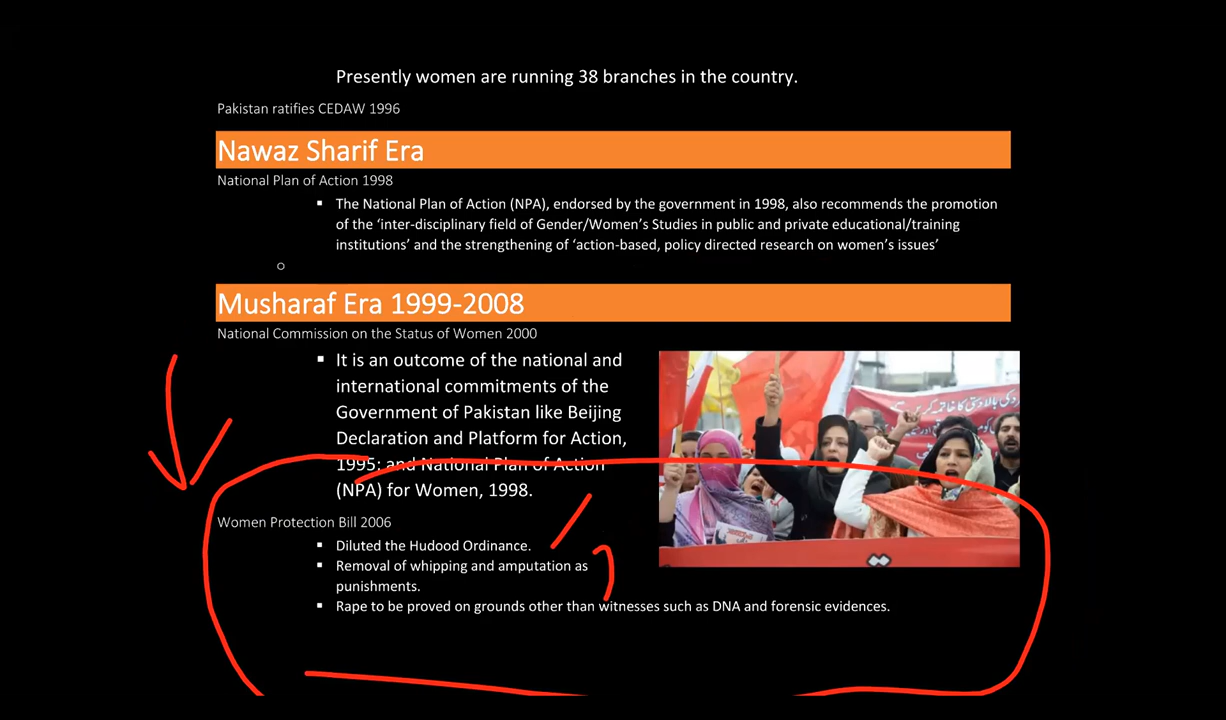 Presently women are running 38 branches in the country.
Pakistan ratifies CEDAW 1996
Nawaz Sharif Era
National Plan of Action 1998
▪ The National Plan of Action (NPA), endorsed by the government in 1998, also recommends the promotion
of the ‘inter-disciplinary field of Gender/Women’s Studies in public and private educational/training
institutions’ and the strengthening of ‘action-based, policy directed research on women’s issues’
Musharaf Era 1999-2008
National Commission on the Status of Women 2000
▪ It is an outcome of the national and
international commitments of the
Government of Pakistan like Beijing
Declaration and Platform for Action,
1995; and National Plan of Action
(NPA) for Women, 1998.
Women Protection Bill 2006
▪ Diluted the Hudood Ordinance.
▪ Removal of whipping and amputation as
punishments.
▪ Rape to be proved on grounds other than witnesses such as DNA and forensic evidences.